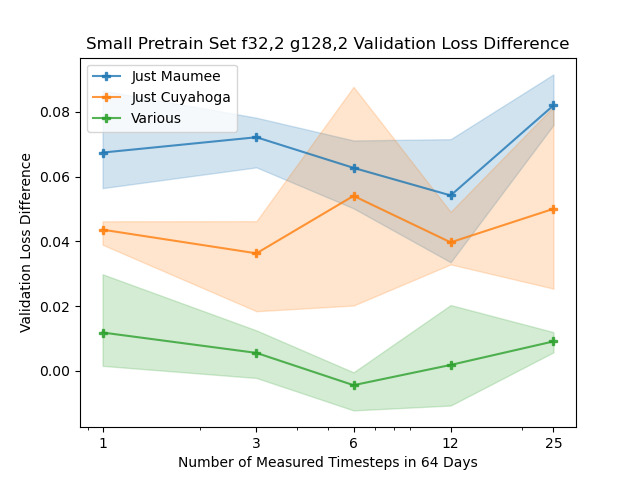 Small Pretrain Set f32,2 g128,2 Validation Loss Difference
Just Maumee
Just Cuyahoga
Various
0.08
0.06
0.04
0.02
0.00
Validation Loss Difference
1 3 6 12 25
Number of Measured Timesteps in 64 Days